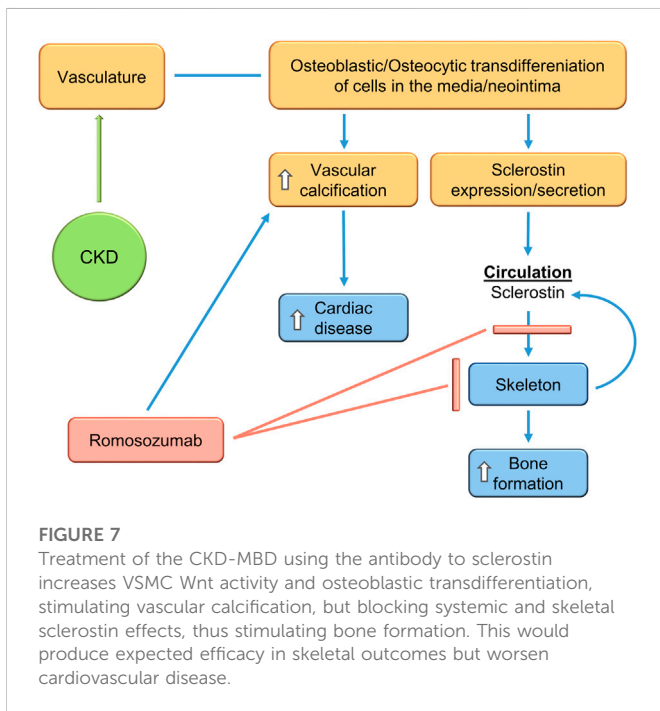 Vasculature
Osteoblastic/Osteocytic transdiffereniation
of cells in the media/neointima
Vascular
calcification
Sclerostin
expression/secretion
CKD
Circulation
Sclerostin
Cardiac
disease
Skeleton
Romosozumab
Bone
formation
FIGURE 7
Treatment of the CKD-MBD using the antibody to sclerostin
increases VSMC Wnt activity and osteoblastic transdifferentiation,
stimulating vascular calcification, but blocking systemic and skeletal
sclerostin effects, thus stimulating bone formation. This would
produce expected efficacy in skeletal outcomes but worsen
cardiovascular disease.